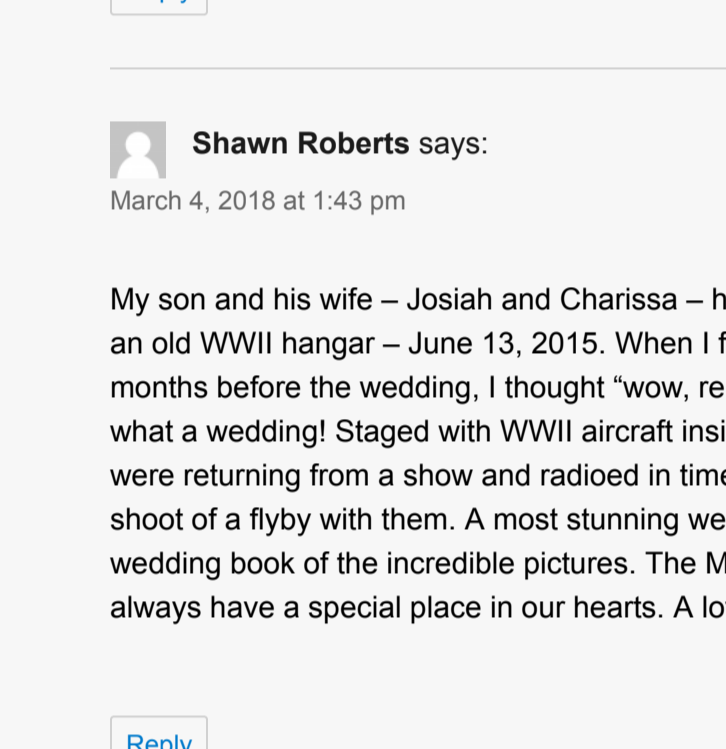 Shawn Roberts says:
March 4, 2018 at 1:43 pm
My son and his wife – Josiah and Charissa –
an old WWII hangar – June 13, 2015. When I
months before the wedding, I thought “wow,
what a wedding! Staged with WWII aircraft
were returning from a show and radioed in
shoot of a flyby with them. A most stunning
wedding book of the incredible pictures. The
always have a special place in our hearts. A
Reply